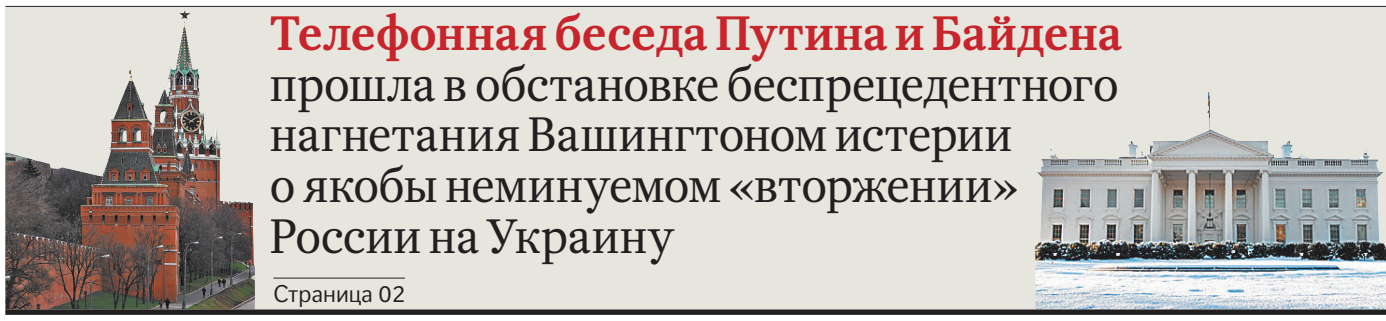 Телефонная беседа Путина и Байдена
прошла в обстановке беспрецедентного
нагнетания Вашингтоном истерии
о якобы неминуемом «вторжении»
России на Украину
Страница 02